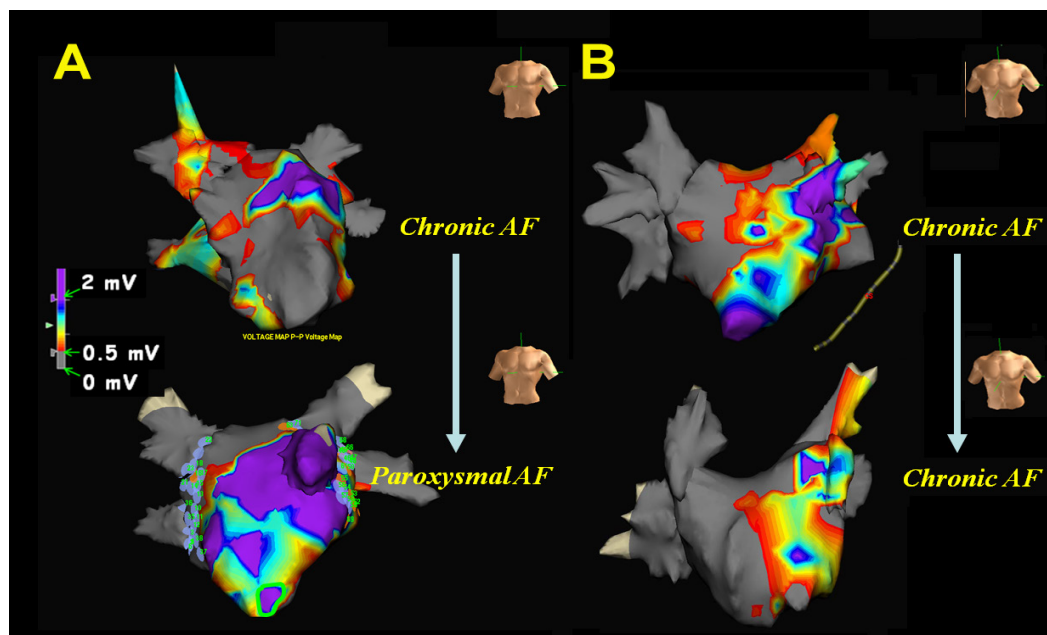 A
B
Chronic AF
Chronic AF
2 mV
0.5 mV
0 mV
VOLTAGE MAP P-P Voltage Map
Paroxysmal AF
Chronic AF